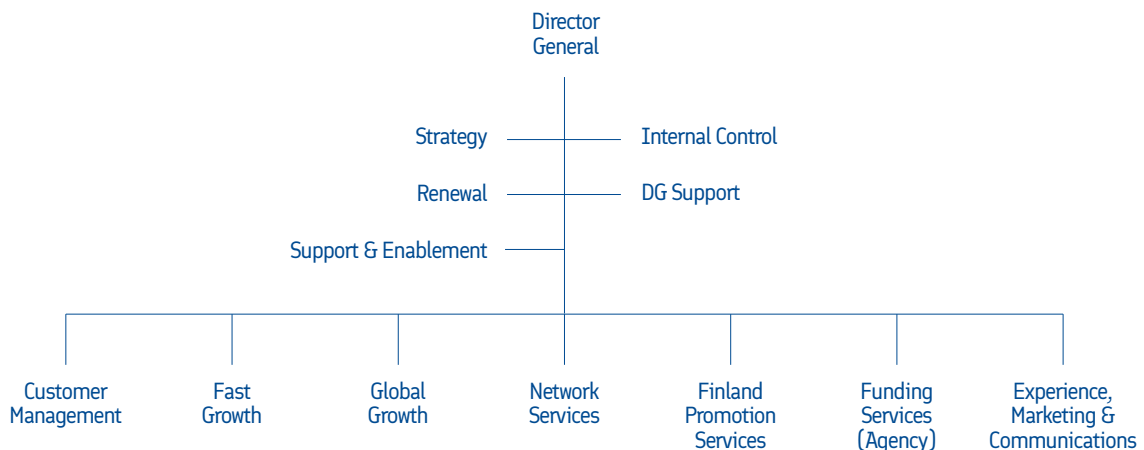 Director
General
Strategy
Internal Control
Renewal
DG Support
Support & Enablement
Customer
Management
Fast
Growth
Global
Growth
Network
Services
Finland
Promotion
Services
Funding
Services
(Agency)
Experience,
Marketing &
Communications